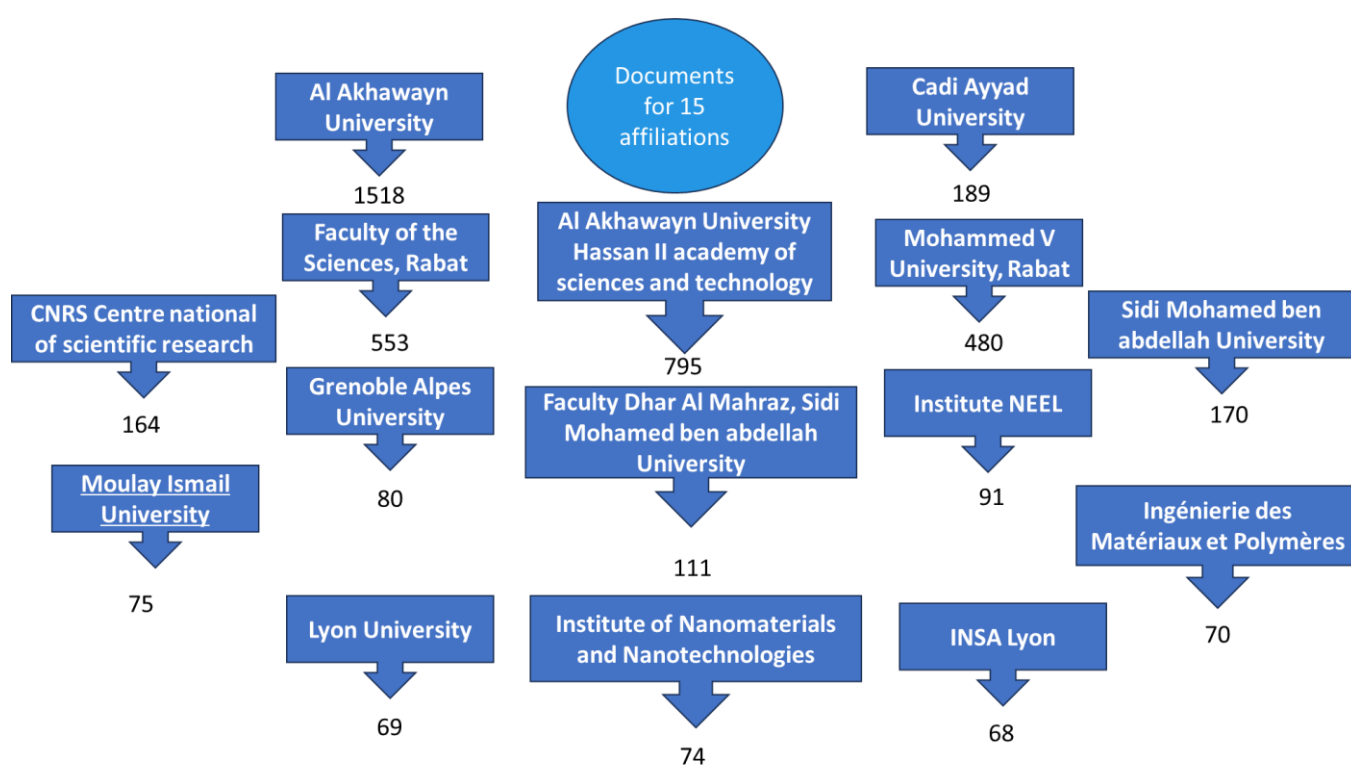 Documents
for 15
affiliations
Al Akhawayn
University
1518
Cadi Ayyad
University
189
Faculty of the
Sciences, Rabat
553
Al Akhawayn University
Hassan II academy of
sciences and technology
795
Mohammed V
University, Rabat
480
CNRS Centre national
of scientific research
164
Sidi Mohamed ben
abdellah University
170
Grenoble Alpes
University
80
Faculty Dhar Al Mahraz, Sidi
Mohamed ben abdellah
University
111
Institute NEEL
91
Moulay Ismail
University
75
Ingénierie des
Matériaux et Polymères
70
Lyon University
69
Institute of Nanomaterials
and Nanotechnologies
74
INSA Lyon
68